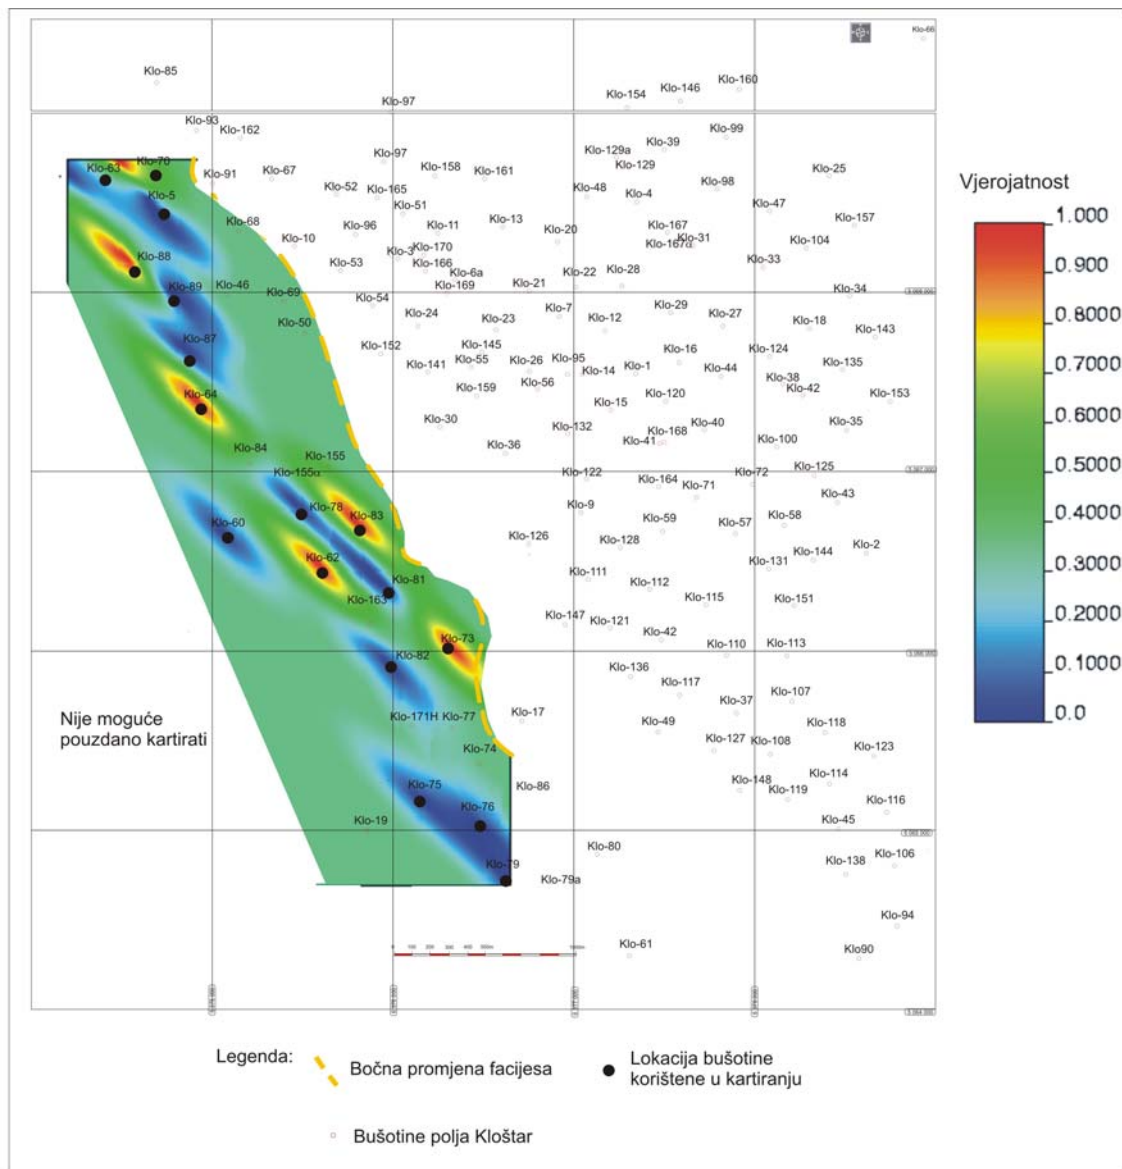 Klo-66
Klo-85
Klo-160
Klo-146
Klo-154
Klo-97
Klo-93
Klo-162
Klo-99
Klo-39
Klo-129a
Klo-97
Klo-129
Klo-158
Klo-161
Klo-25
Vjerojatnost
Klo-63
Klo-70
Klo-91
Klo-67
Klo-52
Klo-165
Klo-48
Klo-4
Klo-98
Klo-5
Klo-51
Klo-47
Klo-157
Klo-68
Klo-96
Klo-11
Klo-13
Klo-167
Klo-20
Klo-31
Klo-10
Klo-170
Klo-167α
Klo-104
Klo-88
Klo-3
Klo-53
Klo-166
Klo-6a
Klo-22
Klo-28
Klo-33
Klo-89
Klo-46
Klo-69
Klo-54
Klo-169
Klo-21
Klo-34
Klo-50
Klo-24
Klo-23
Klo-7
Klo-12
Klo-29
Klo-27
Klo-18
Klo-143
Klo-87
Klo-152
Klo-145
Klo-141
Klo-55
Klo-26
Klo-95
Klo-14
Klo-1
Klo-16
Klo-44
Klo-124
Klo-135
Klo-38
Klo-64
Klo-159
Klo-56
Klo-15
Klo-120
Klo-42
Klo-153
Klo-30
Klo-132
Klo-168
Klo-40
Klo-35
Klo-84
Klo-155
Klo-36
Klo-41
Klo-100
Klo-155α
Klo-122
Klo-164
Klo-71
Klo-72
Klo-125
Klo-60
Klo-78
Klo-83
Klo-9
Klo-59
Klo-57
Klo-58
Klo-43
Klo-62
Klo-126
Klo-128
Klo-144
Klo-2
Klo-81
Klo-111
Klo-112
Klo-131
Klo-163
Klo-115
Klo-151
Klo-73
Klo-147
Klo-121
Klo-42
Klo-82
Klo-110
Klo-113
Klo-136
Klo-117
Klo-107
Klo-171H
Klo-77
Klo-17
Klo-49
Klo-37
Klo-118
Klo-74
Klo-127
Klo-108
Klo-123
Klo-75
Klo-86
Klo-148
Klo-119
Klo-114
Klo-76
Klo-19
Klo-45
Klo-116
Klo-80
Klo-79
Klo-79a
Klo-138
Klo-106
Klo-94
Klo-61
Klo90
1.000
0.900
0.8000
0.7000
0.6000
0.5000
0.4000
0.3000
0.2000
0.1000
0.0
Nije moguće
pouzdano kartirati
Legenda:
Bočna promjena facijesa
Lokacija bušotine
korištene u kartiranju
Bušotine polja Kloštar